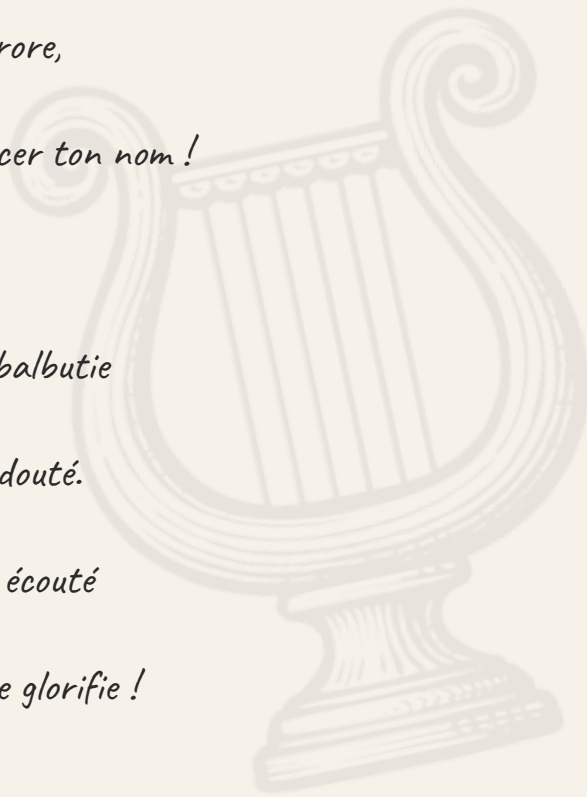 rore,
cer ton nom !
balbutie
douté.
écouté
e glorifie !